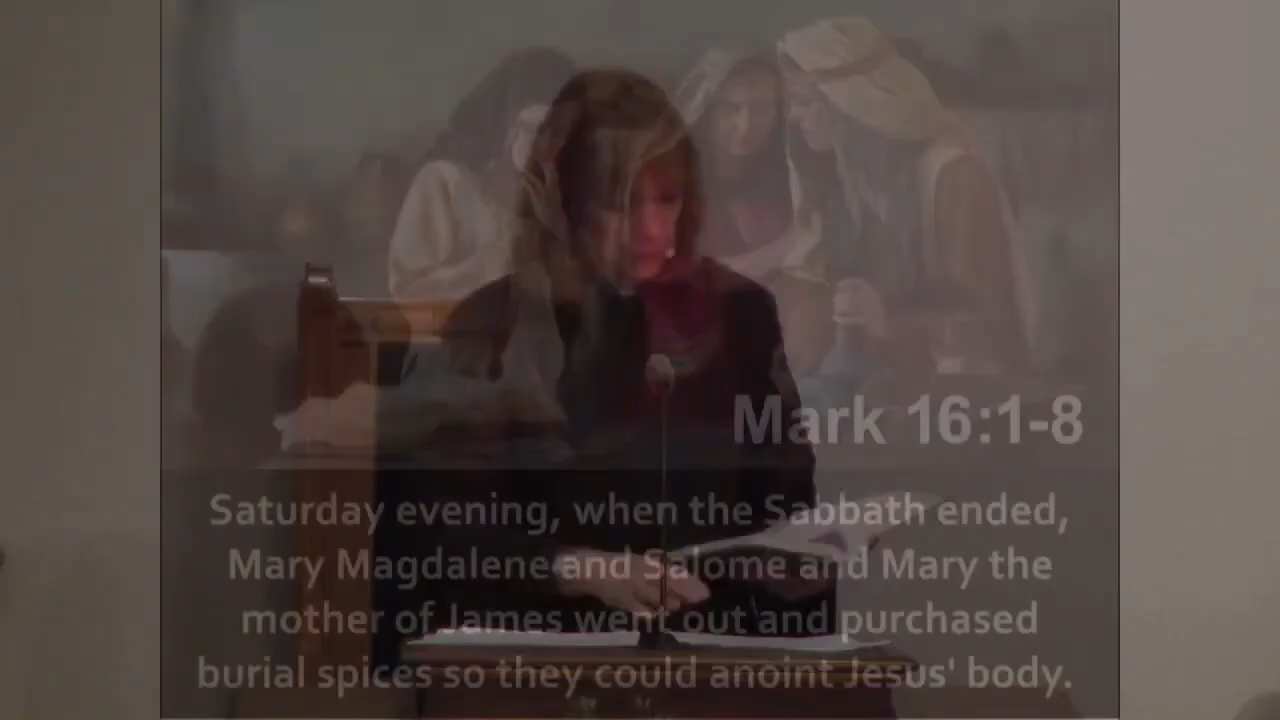 Mark 16:1-8
Saturday evening, when the Sabbath ended,
Mary Magdalene and Salome and Mary the
mother of James went out and purchased
burial spices so they could anoint Jesus' body.